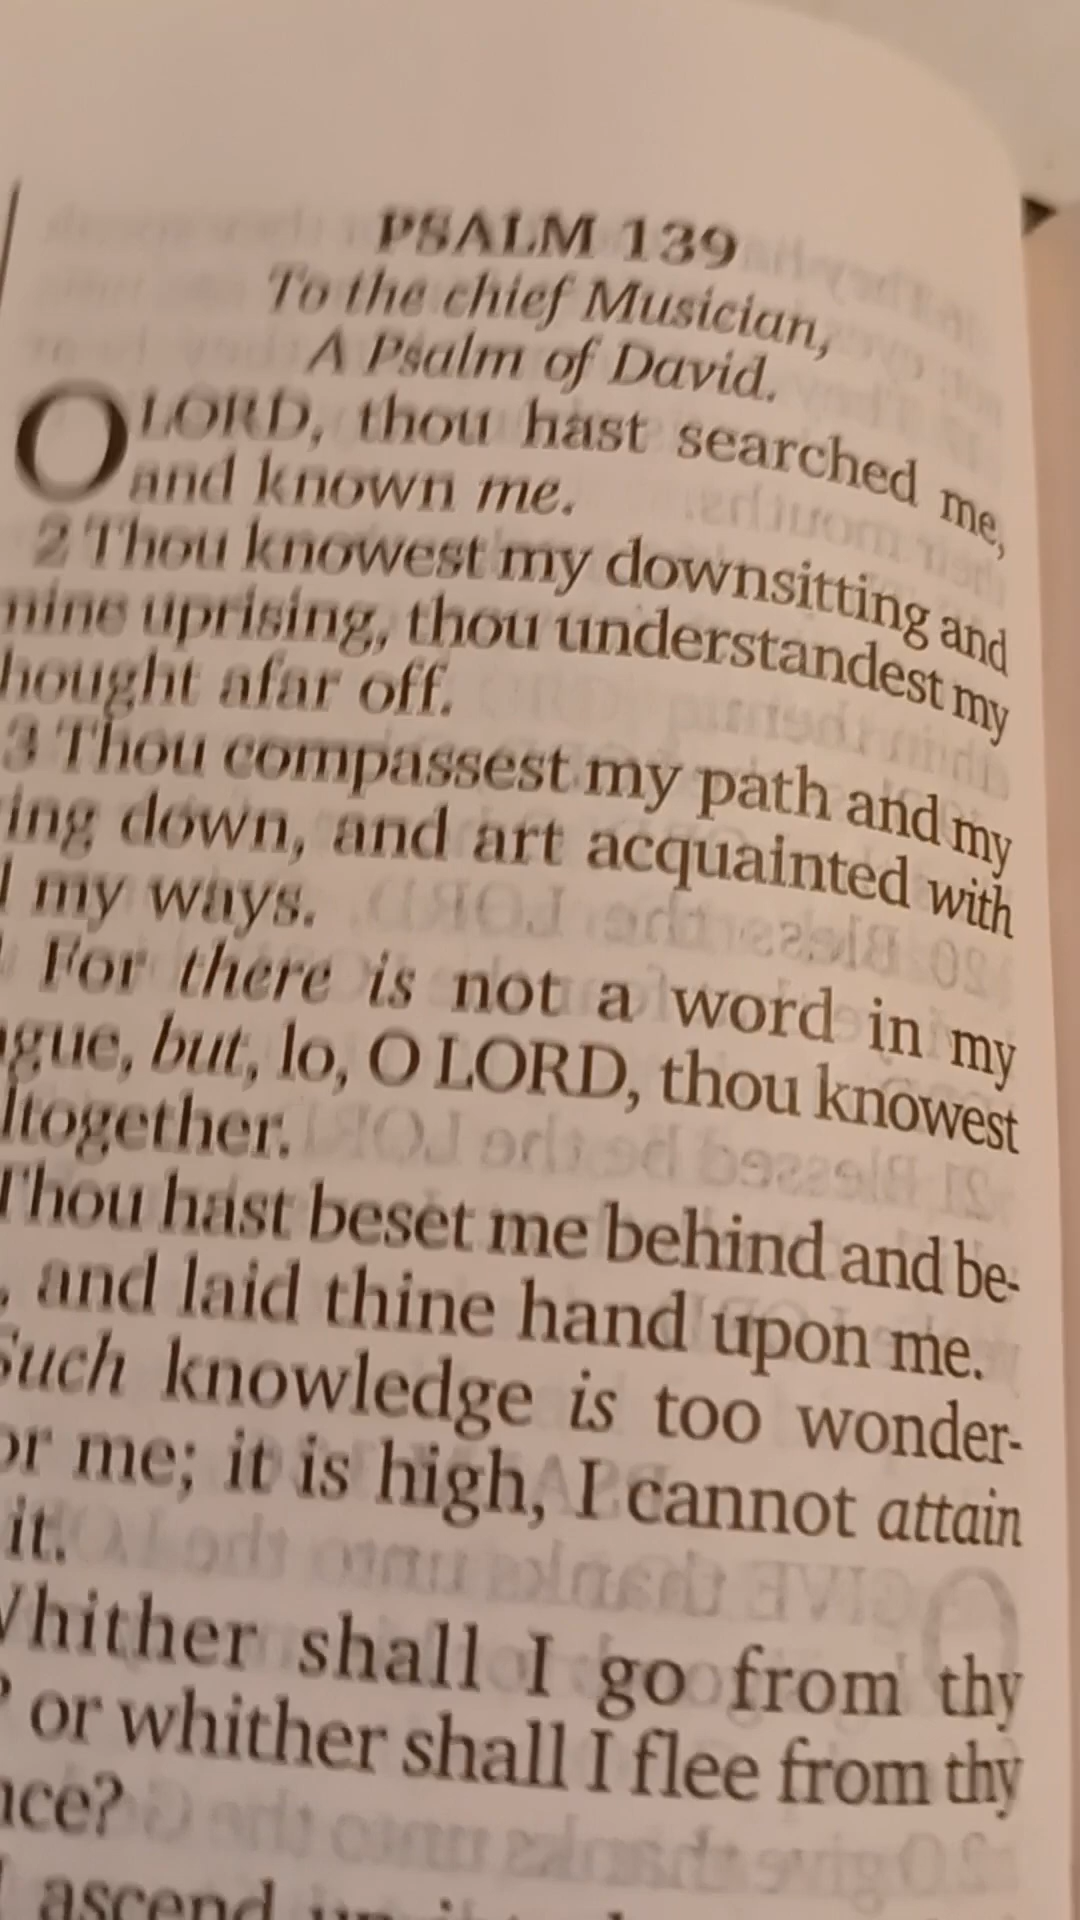 PSALM 139
To the chief Musician,
A Psalm of David.
O LORD, thou hast searched me,
and known me.
2 Thou knowest my downsitting and
nine uprising, thou understandest my
hought afar off.
3 Thou compassest my path and my
ing down, and art acquainted with
l my ways.
For there is not a word in my
gue, but, lo, O LORD, thou knowest
ltogether.
Thou hast beset me behind and be-
, and laid thine hand upon me.
Such knowledge is too wonder-
or me; it is high, I cannot attain
it.
Whither shall I go from thy
? or whither shall I flee from thy
nce?
ascend up